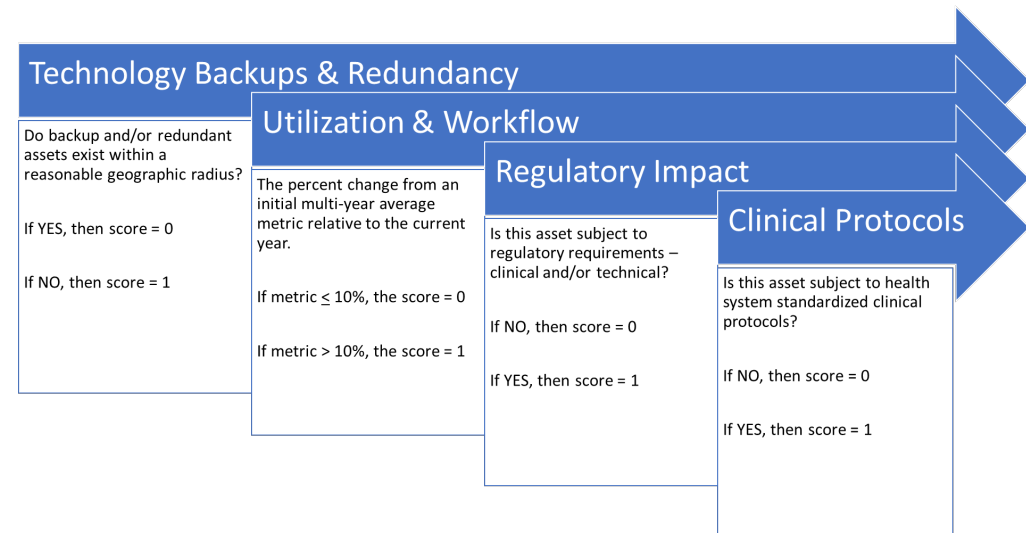 Technology Backups & Redundancy
Do backup and/or redundant
assets exist within a
reasonable geographic radius?
If YES, then score = 0
If NO, then score = 1
Utilization & Workflow
The percent change from an
initial multi-year average
metric relative to the current
year.
If metric ≤ 10%, the score = 0
If metric > 10%, the score = 1
Regulatory Impact
Is this asset subject to
regulatory requirements –
clinical and/or technical?
If NO, then score = 0
If YES, then score = 1
Clinical Protocols
Is this asset subject to health
system standardized clinical
protocols?
If NO, then score = 0
If YES, then score = 1